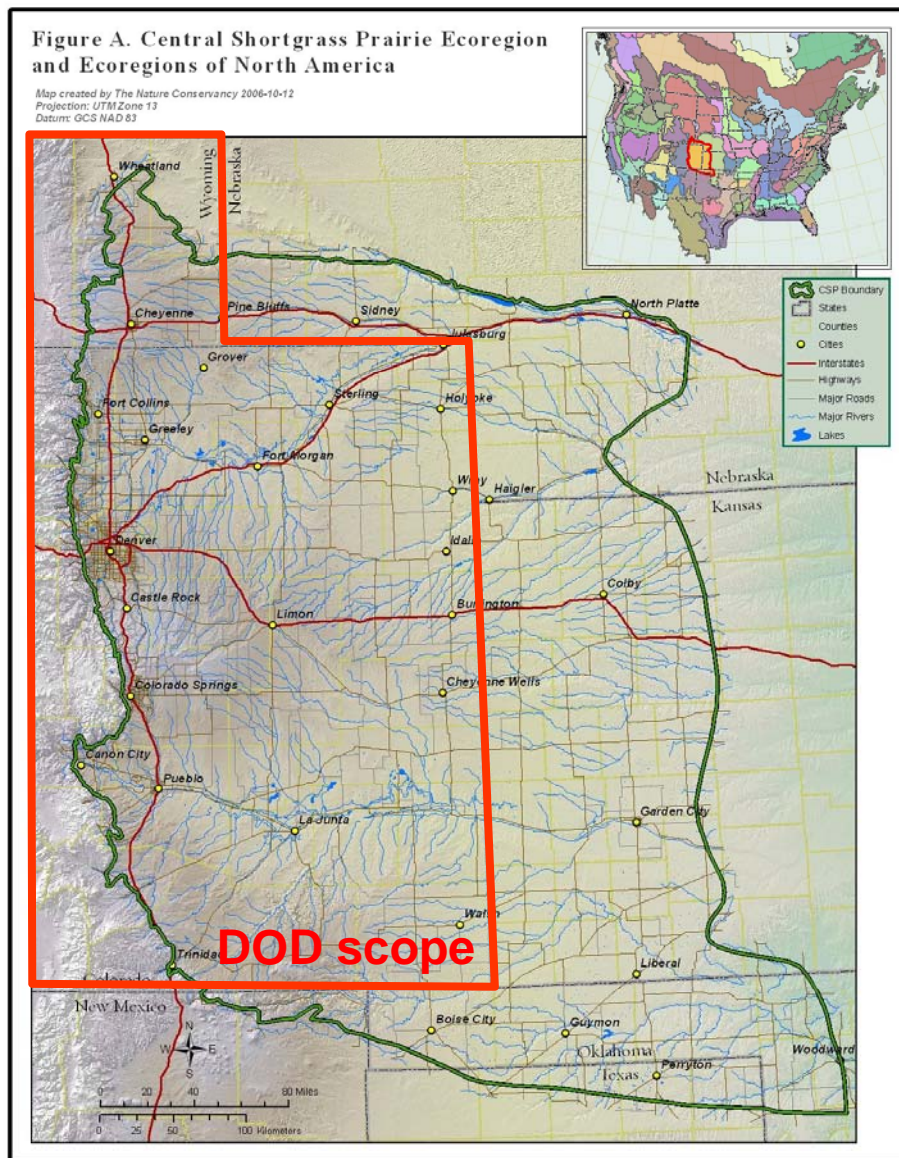 Figure A. Central Shortgrass Prairie Ecoregion
and Ecoregions of North America
Map created by The Nature Conservancy 2006-10-12
Projection: UTM Zone 13
Datum: GCS NAD 83
Wheatland
Wyoming
Nebraska
Cheyenne
Pine Bluffs
Sidney
North Platte
Julesburg
Grover
Fort Collins
Sterling
Holyoke
Greeley
Fort Morgan
Wray
Haigler
Nebraska
Kansas
Denver
Idalia
Castle Rock
Limon
Burlington
Colby
Colorado Springs
Cheyenne Wells
Canon City
Pueblo
La Junta
Garden City
Walsh
DOD scope
Trinidad
Colorado
New Mexico
Liberal
Boise City
Guymon
Oklahoma
Texas
Woodward
Perryton
N
W E
S
0 20 40 80 Miles
0 25 50 100 Kilometers
CSP Boundary
States
Counties
Cities
Interstates
Highways
Major Roads
Major Rivers
Lakes